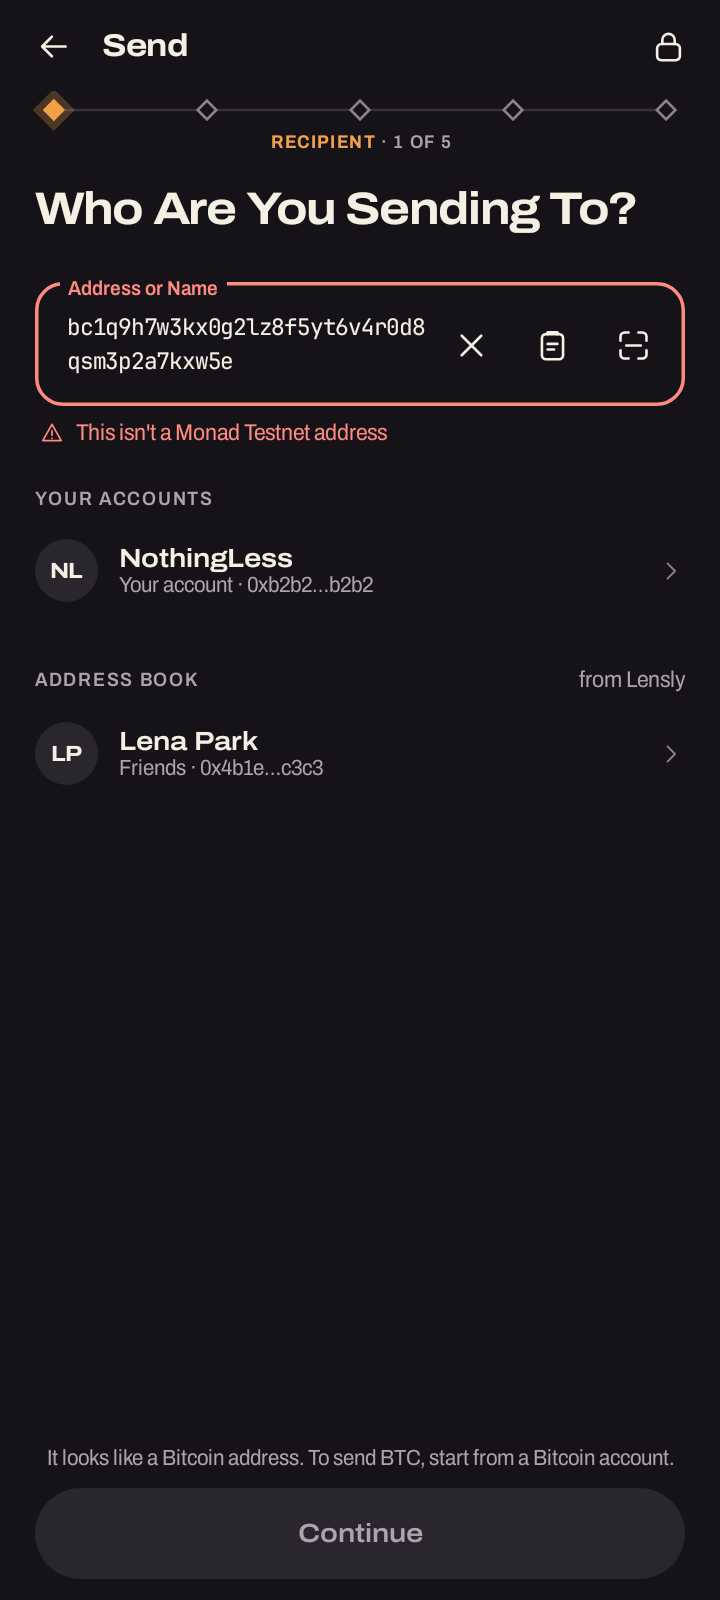 Send
RECIPIENT · 1 OF 5
Who Are You Sending To?
Address or Name
bc1q9h7w3kx0g2lz8f5yt6v4r0d8
qsm3p2a7kxw5e
This isn't a Monad Testnet address
YOUR ACCOUNTS
NL
NothingLess
Your account · 0xb2b2...b2b2
ADDRESS BOOK
from Lensly
LP
Lena Park
Friends · 0x4b1e...c3c3
It looks like a Bitcoin address. To send BTC, start from a Bitcoin account.
Continue